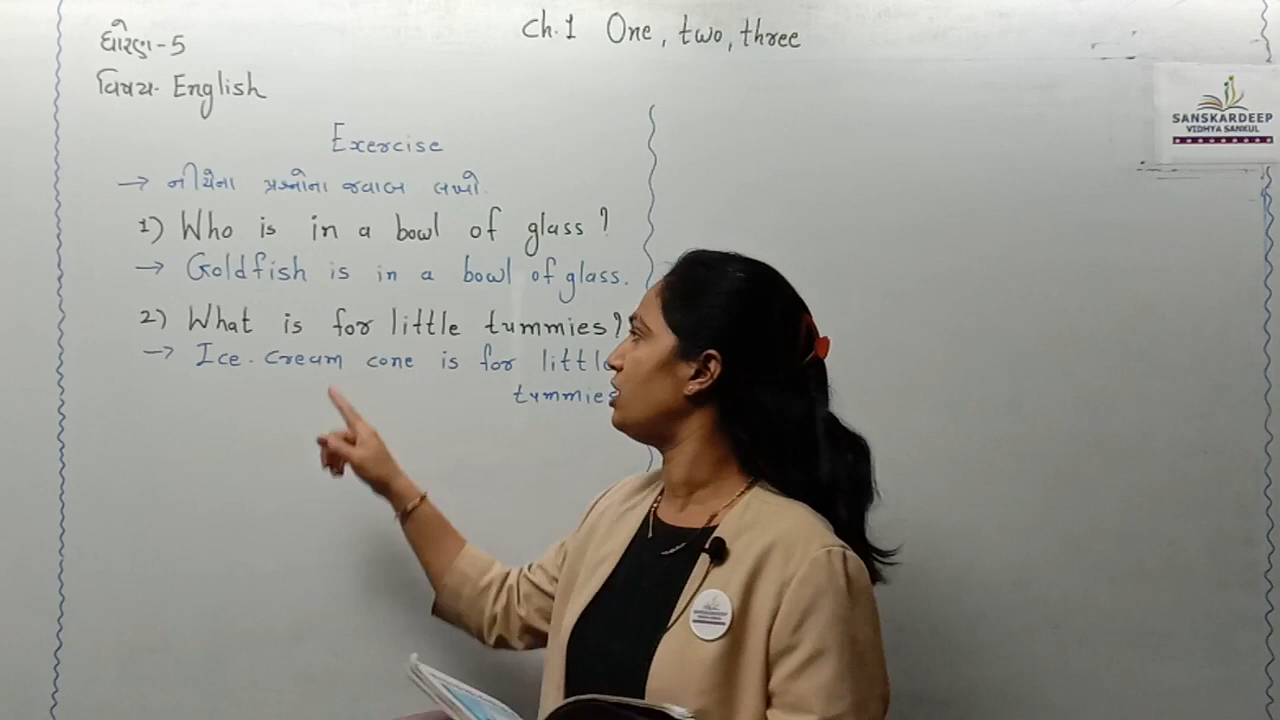 ધોરણ-5
વિષય- English
Ch.1 One, two, three
SANSKARDEEP
VIDHYA SANKUL
Exercise
→ નીચેના પ્રશ્નોના જવાબ લખો.
1) Who is in a bowl of glass?
→ Goldfish is in a bowl of glass.
2) What is for little tummies?
→ Ice-cream cone is for little
tummies